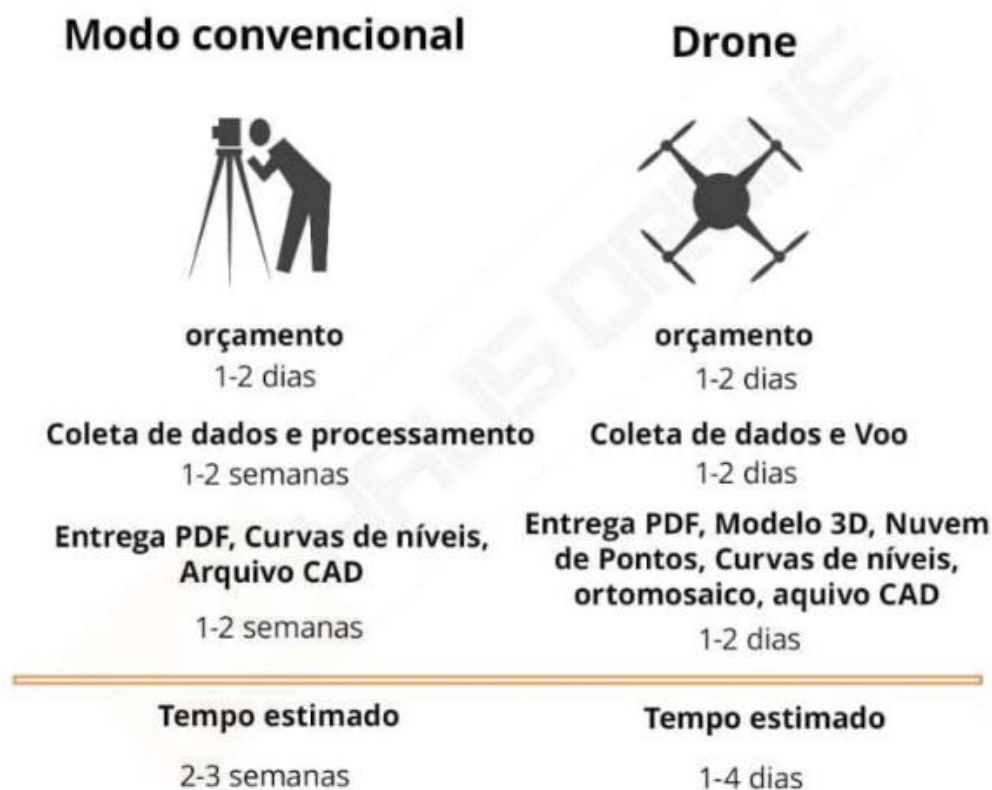 Modo convencional
Drone
orçamento
1-2 dias
orçamento
1-2 dias
Coleta de dados e processamento
1-2 semanas
Coleta de dados e Voo
1-2 dias
Entrega PDF, Curvas de níveis,
Arquivo CAD
1-2 semanas
Entrega PDF, Modelo 3D, Nuvem
de Pontos, Curvas de níveis,
ortomosaico, aquivo CAD
1-2 dias
Tempo estimado
2-3 semanas
Tempo estimado
1-4 dias